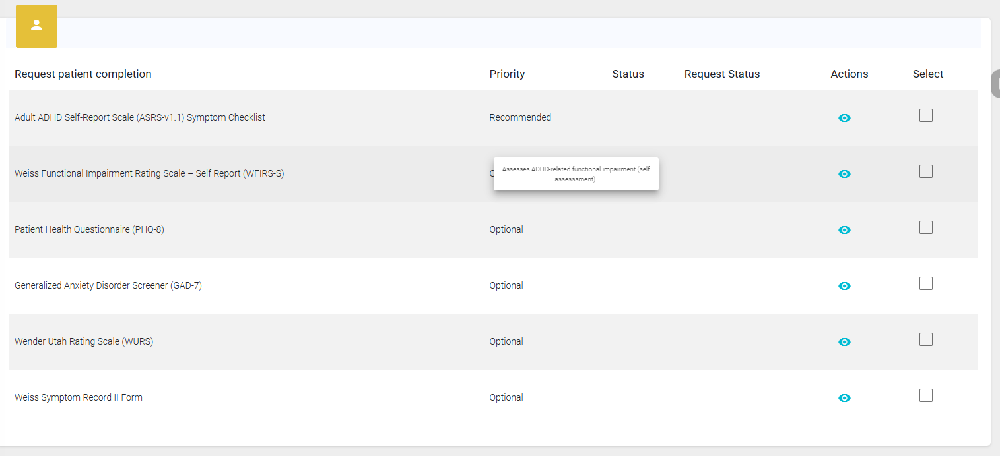 Request patient completion Priority Status Request Status Actions Select
Adult ADHD Self-Report Scale (ASRS-v1.1) Symptom Checklist Recommended
Weiss Functional Impairment Rating Scale – Self Report (WFIRS-S)
Assesses ADHD-related functional impairment (self
assesssment).
Patient Health Questionnaire (PHQ-8) Optional
Generalized Anxiety Disorder Screener (GAD-7) Optional
Wender Utah Rating Scale (WURS) Optional
Weiss Symptom Record II Form Optional